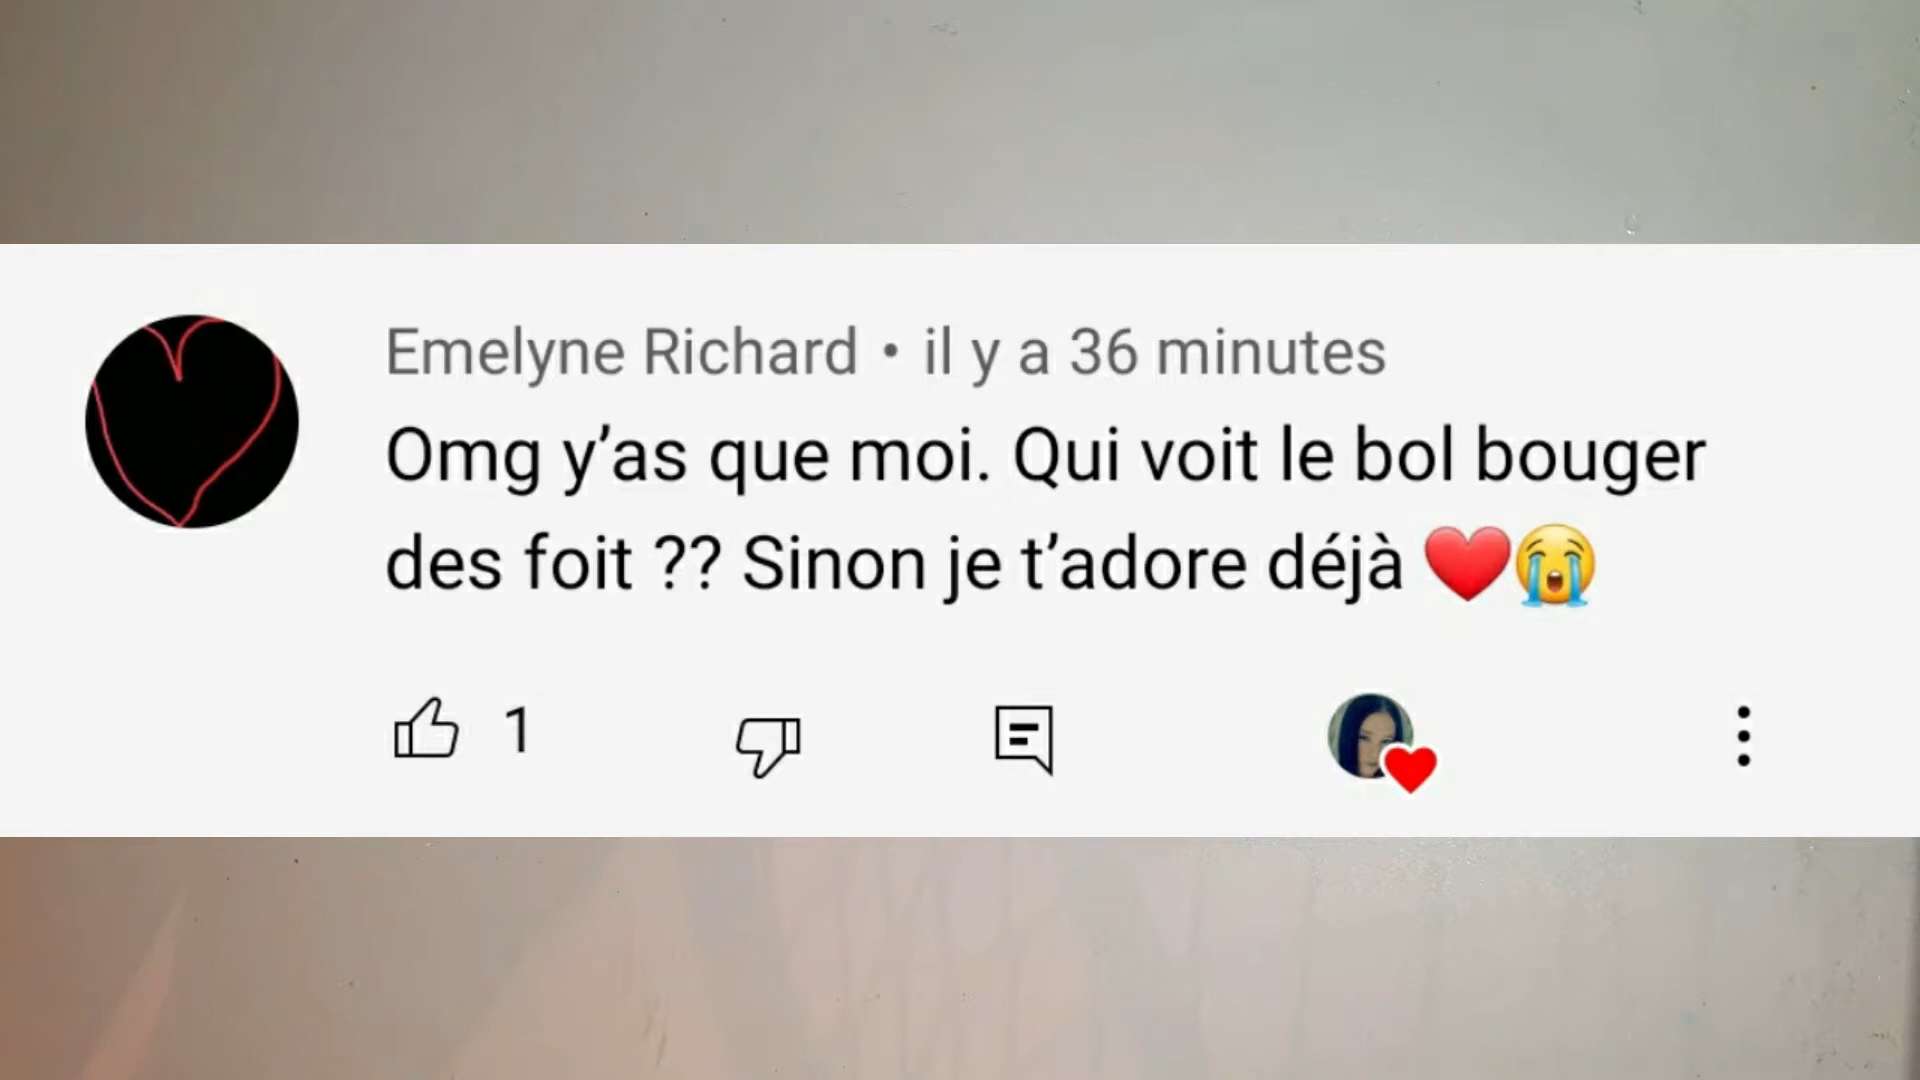 Emelyne Richard • il y a 36 minutes
Omg y’as que moi. Qui voit le bol bouger
des foit ?? Sinon je t’adore déjà ❤️😭
1